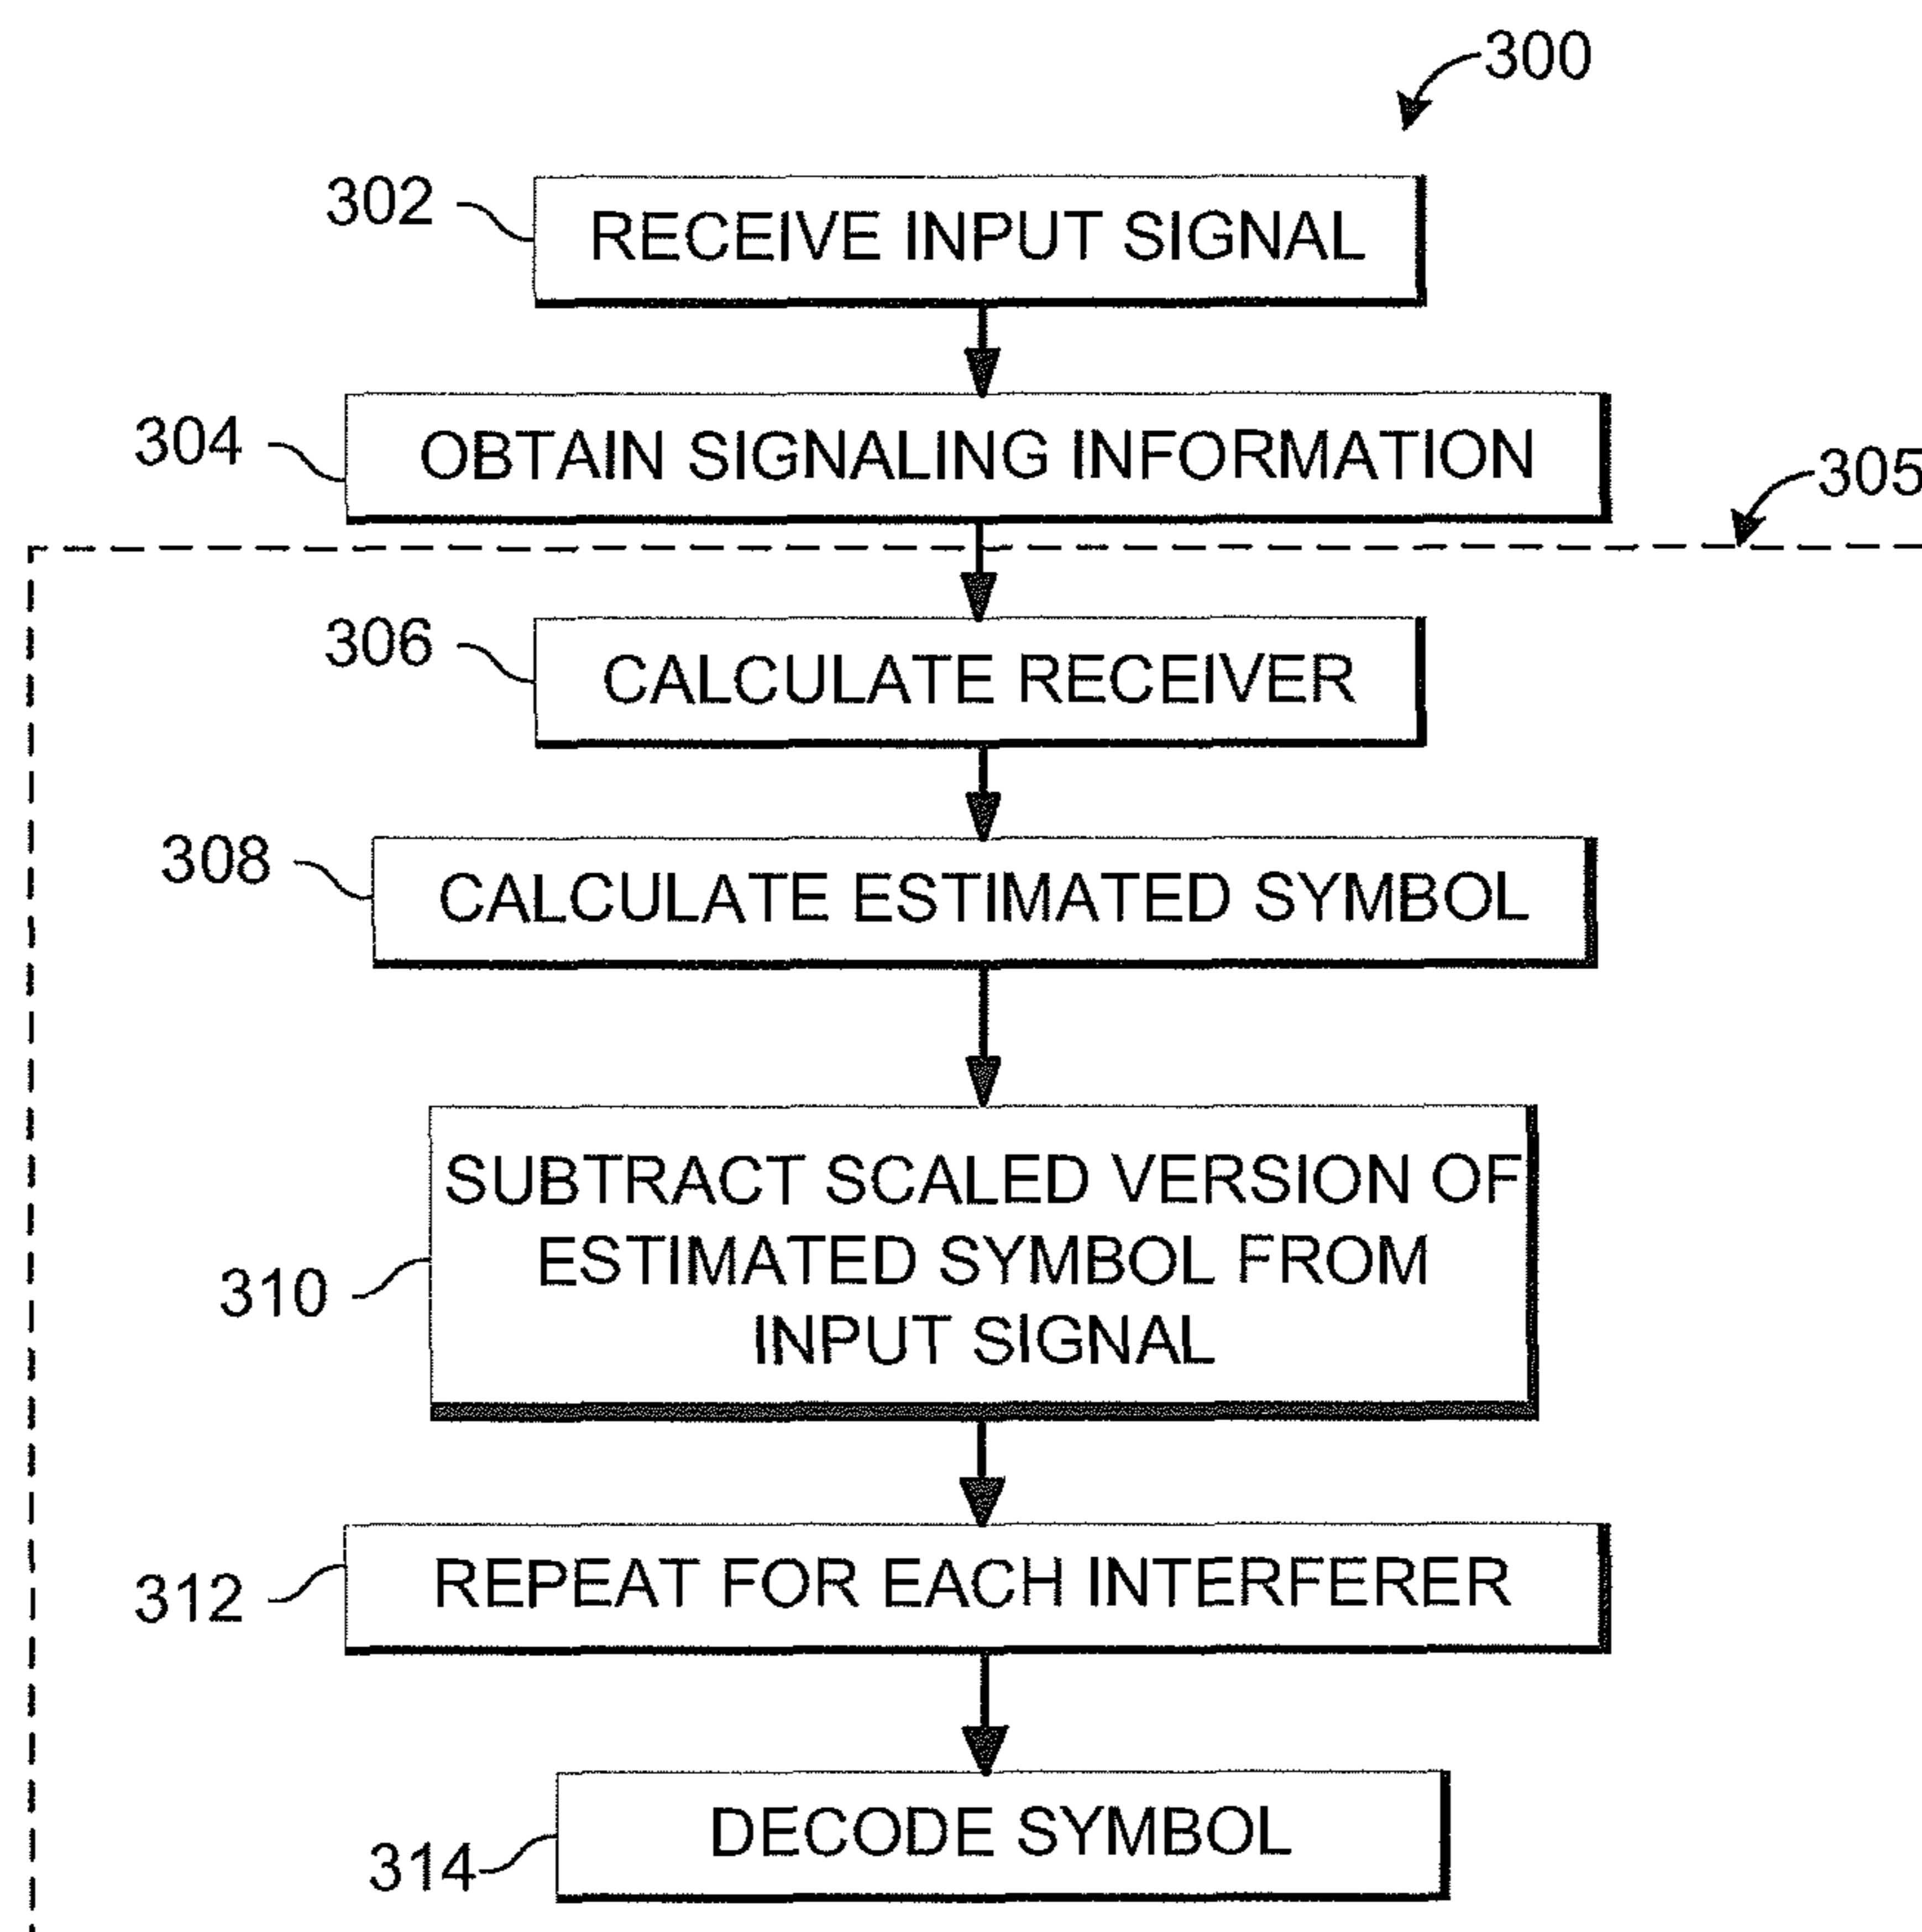 300
302
RECEIVE INPUT SIGNAL
304
OBTAIN SIGNALING INFORMATION
305
306
CALCULATE RECEIVER
308
CALCULATE ESTIMATED SYMBOL
SUBTRACT SCALED VERSION OF
ESTIMATED SYMBOL FROM
310
INPUT SIGNAL
312
REPEAT FOR EACH INTERFERER
314
DECODE SYMBOL